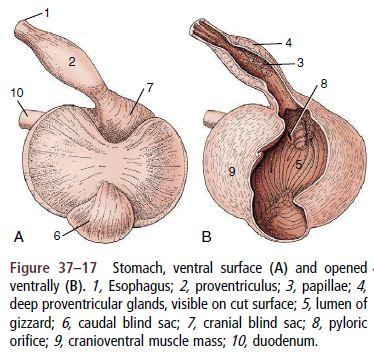 1
2
4
3
8
7
10
5
9
6
A
B
Figure 37–17 Stomach, ventral surface (A) and opened a
ventrally (B). 1, Esophagus; 2, proventriculus; 3, papillae; 4,
deep proventricular glands, visible on cut surface; 5, lumen of
gizzard; 6, caudal blind sac; 7, cranial blind sac; 8, pyloric
orifice; 9, cranioventral muscle mass; 10, duodenum.